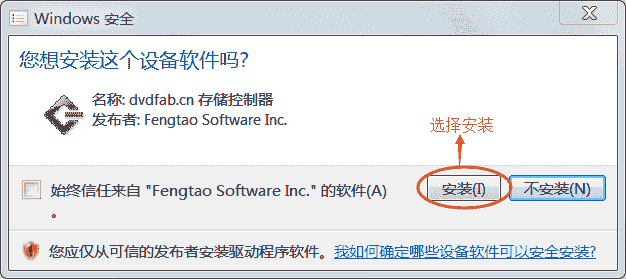 Windows 安全
您想安装这个设备软件吗?
名称: dvdfab.cn 存储控制器
发布者: Fengtao Software Inc.
选择安装
始终信任来自 "Fengtao Software Inc." 的软件(A)
。
安装(I)
不安装(N)
您应仅从可信的发布者安装驱动程序软件。我如何确定哪些设备软件可以安全安装?